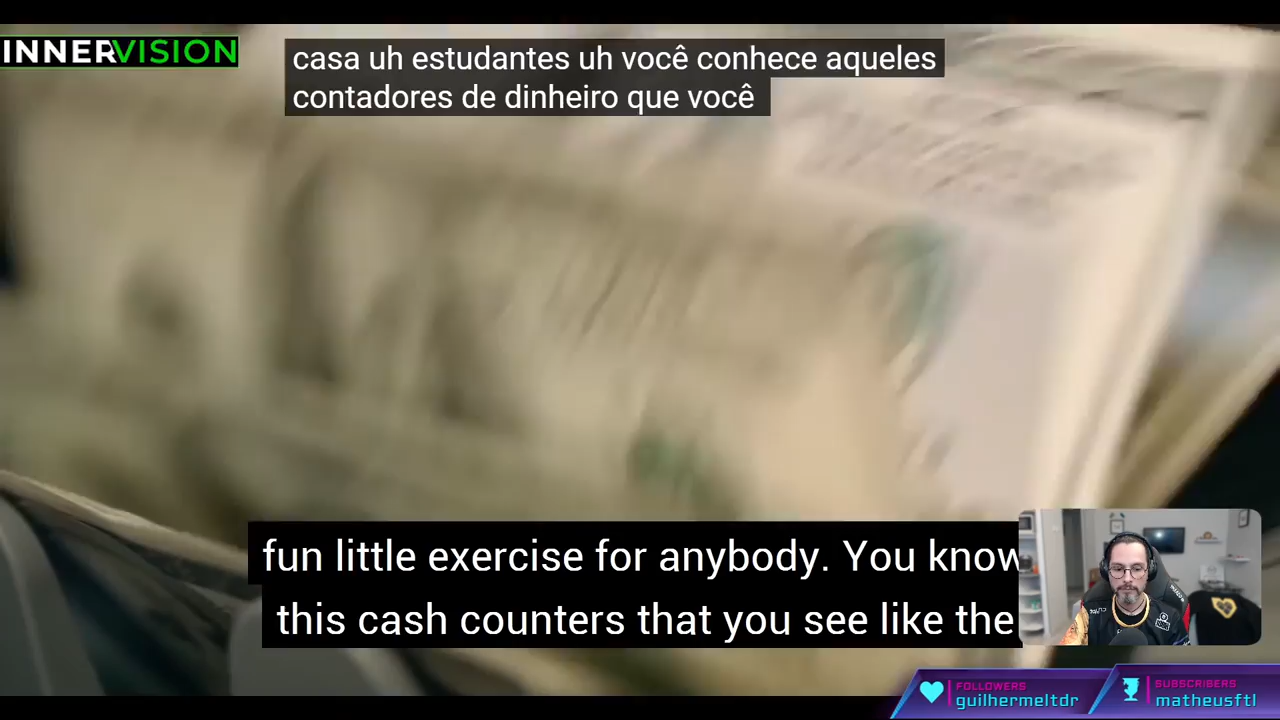 INNERVISION
casa uh estudantes uh você conhece aqueles
contadores de dinheiro que você
fun little exercise for anybody. You know
this cash counters that you see like the
FOLLOWERS
guilhermeltdr
SUBSCRIBERS
matheusftl